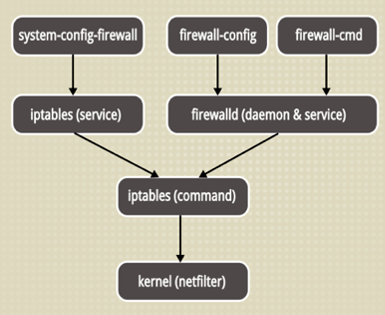 system-config-firewall
firewall-config
firewall-cmd
iptables (service)
firewalld (daemon & service)
iptables (command)
kernel (netfilter)